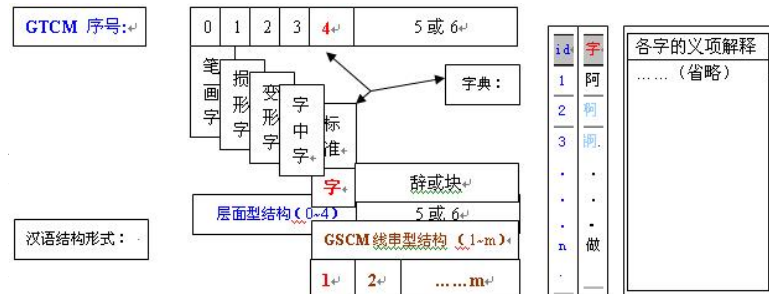 GTCM 序号:
0 1 2 3 4 5 或 6
笔画字
损形字
变形字
字中字
标准字
字典：
辞或块
层面型结构（0~4） 5 或 6
GSCM 线串型结构（1~m）
汉语结构形式：
1 2 ……m
id 字
1 阿
2 啊
3
. .
. .
. .
n 做
.
各字的义项解释
……（省略）